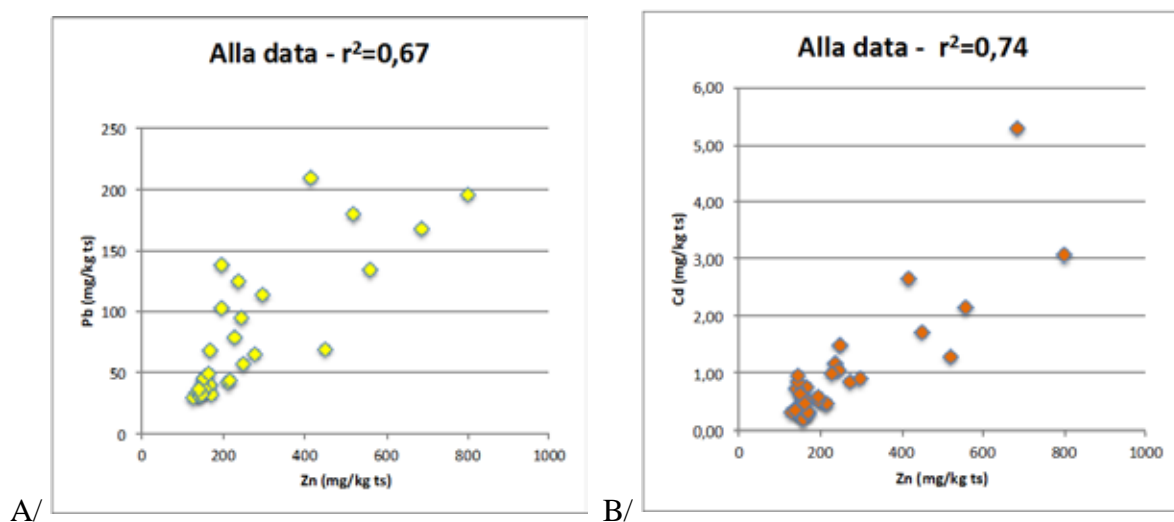 Alla data - r²=0,67
250
200
150
100
50
0
Pb (mg/kg ts)
0 200 400 600 800 1000
Zn (mg/kg ts)
A/
Alla data - r²=0,74
6,00
5,00
4,00
3,00
2,00
1,00
0,00
Cd (mg/kg ts)
0 200 400 600 800 1000
Zn (mg/kg ts)
B/